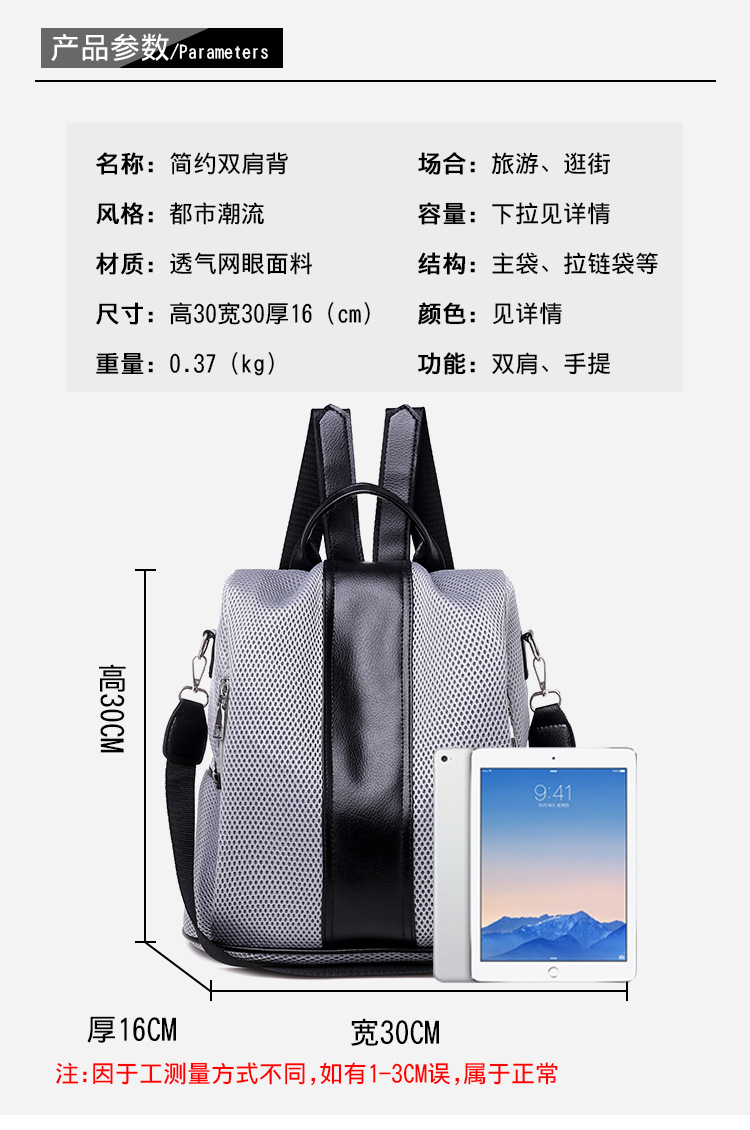 产品参数/Parameters
名称：简约双肩背
场合：旅游、逛街
风格：都市潮流
容量：下拉见详情
材质：透气网眼面料
结构：主袋、拉链袋等
尺寸：高30宽30厚16（cm）
颜色：见详情
重量：0.37（kg）
功能：双肩、手提
高30CM
9:41
厚16CM
宽30CM
注:因于工测量方式不同,如有1-3CM误,属于正常